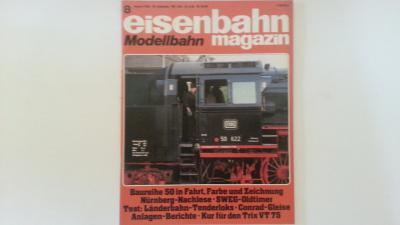 8
eisenbahn
Modellbahn magazin
DB
50 622
Baureihe 50 in Fahrt, Farbe und Zeichnung
Nürnberg-Nachlese · SWEG-Oldtimer
Test: Länderbahn-Tenderloks · Conrad-Gleise
Anlagen-Berichte · Kur für den Trix VT 75